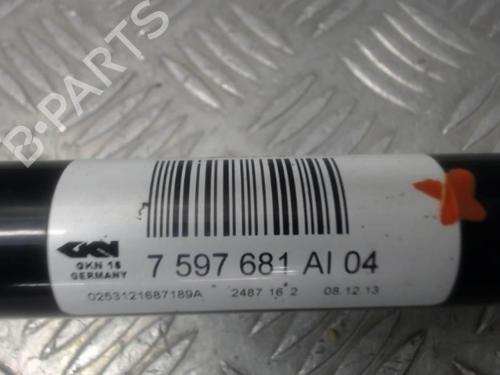 B-PARTS
GKN
GKN 16
GERMANY
7 597 681 AI 04
0253121687189A 2487 16 2 08.12.13